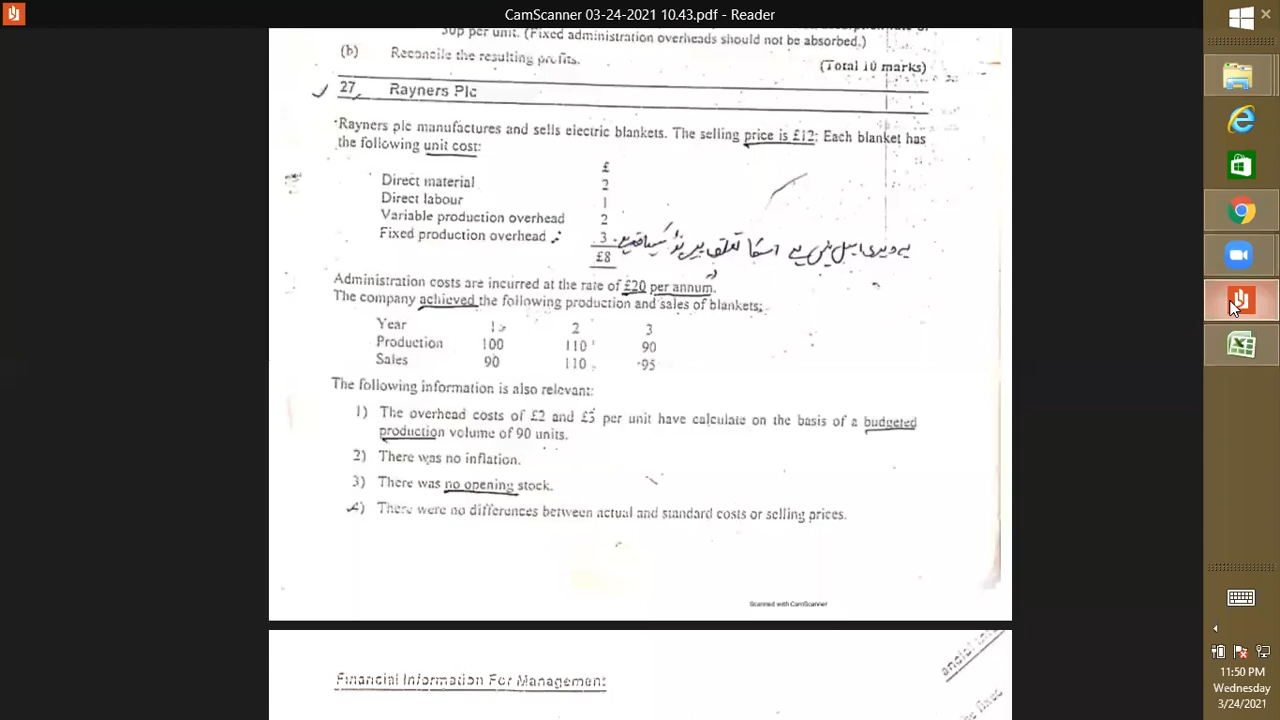 CamScanner 03-24-2021 10.43.pdf - Reader
30p per unit. (Fixed administration overheads should not be absorbed.)
(b) Reconcile the resulting profits.
(Total 10 marks)
27 Rayners Plc
Rayners plc manufactures and sells electric blankets. The selling price is £12: Each blanket has
the following unit cost:
£
Direct material 2
Direct labour 1
Variable production overhead 2
Fixed production overhead 3
£8
Administration costs are incurred at the rate of £20 per annum.
The company achieved the following production and sales of blankets;
Year 1 2 3
Production 100 110 90
Sales 90 110 95
The following information is also relevant:
1) The overhead costs of £2 and £3 per unit have calculate on the basis of a budgeted
production volume of 90 units.
2) There was no inflation.
3) There was no opening stock.
4) There were no differences between actual and standard costs or selling prices.
Scanned with CamScanner
Financial Information For Management
11:50 PM
Wednesday
3/24/2021